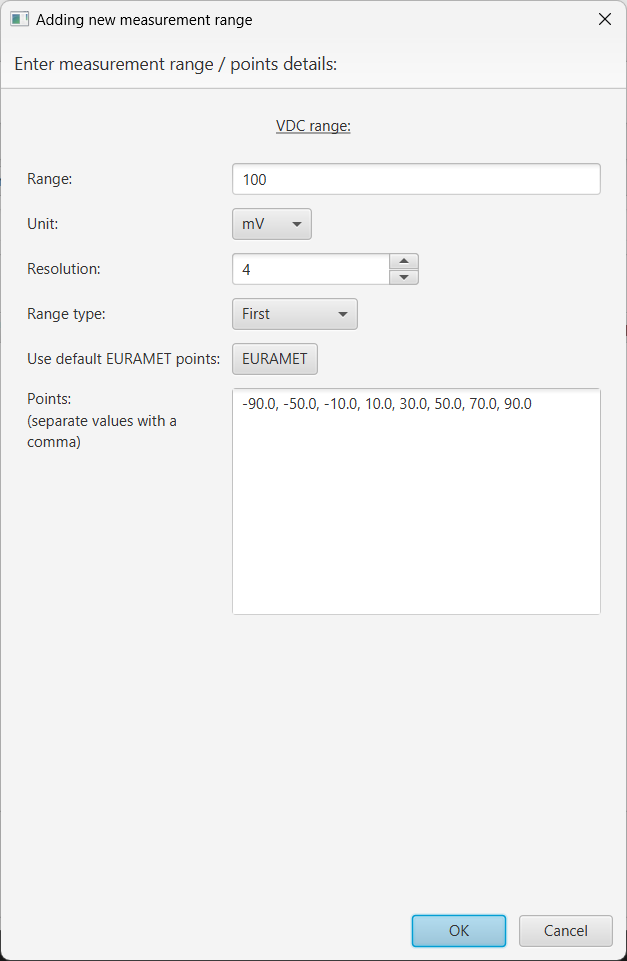 Adding new measurement range
Enter measurement range / points details:
VDC range:
Range: 100
Unit: mV
Resolution: 4
Range type: First
Use default EURAMET points: EURAMET
Points: -90.0, -50.0, -10.0, 10.0, 30.0, 50.0, 70.0, 90.0
(separate values with a
comma)
OK Cancel